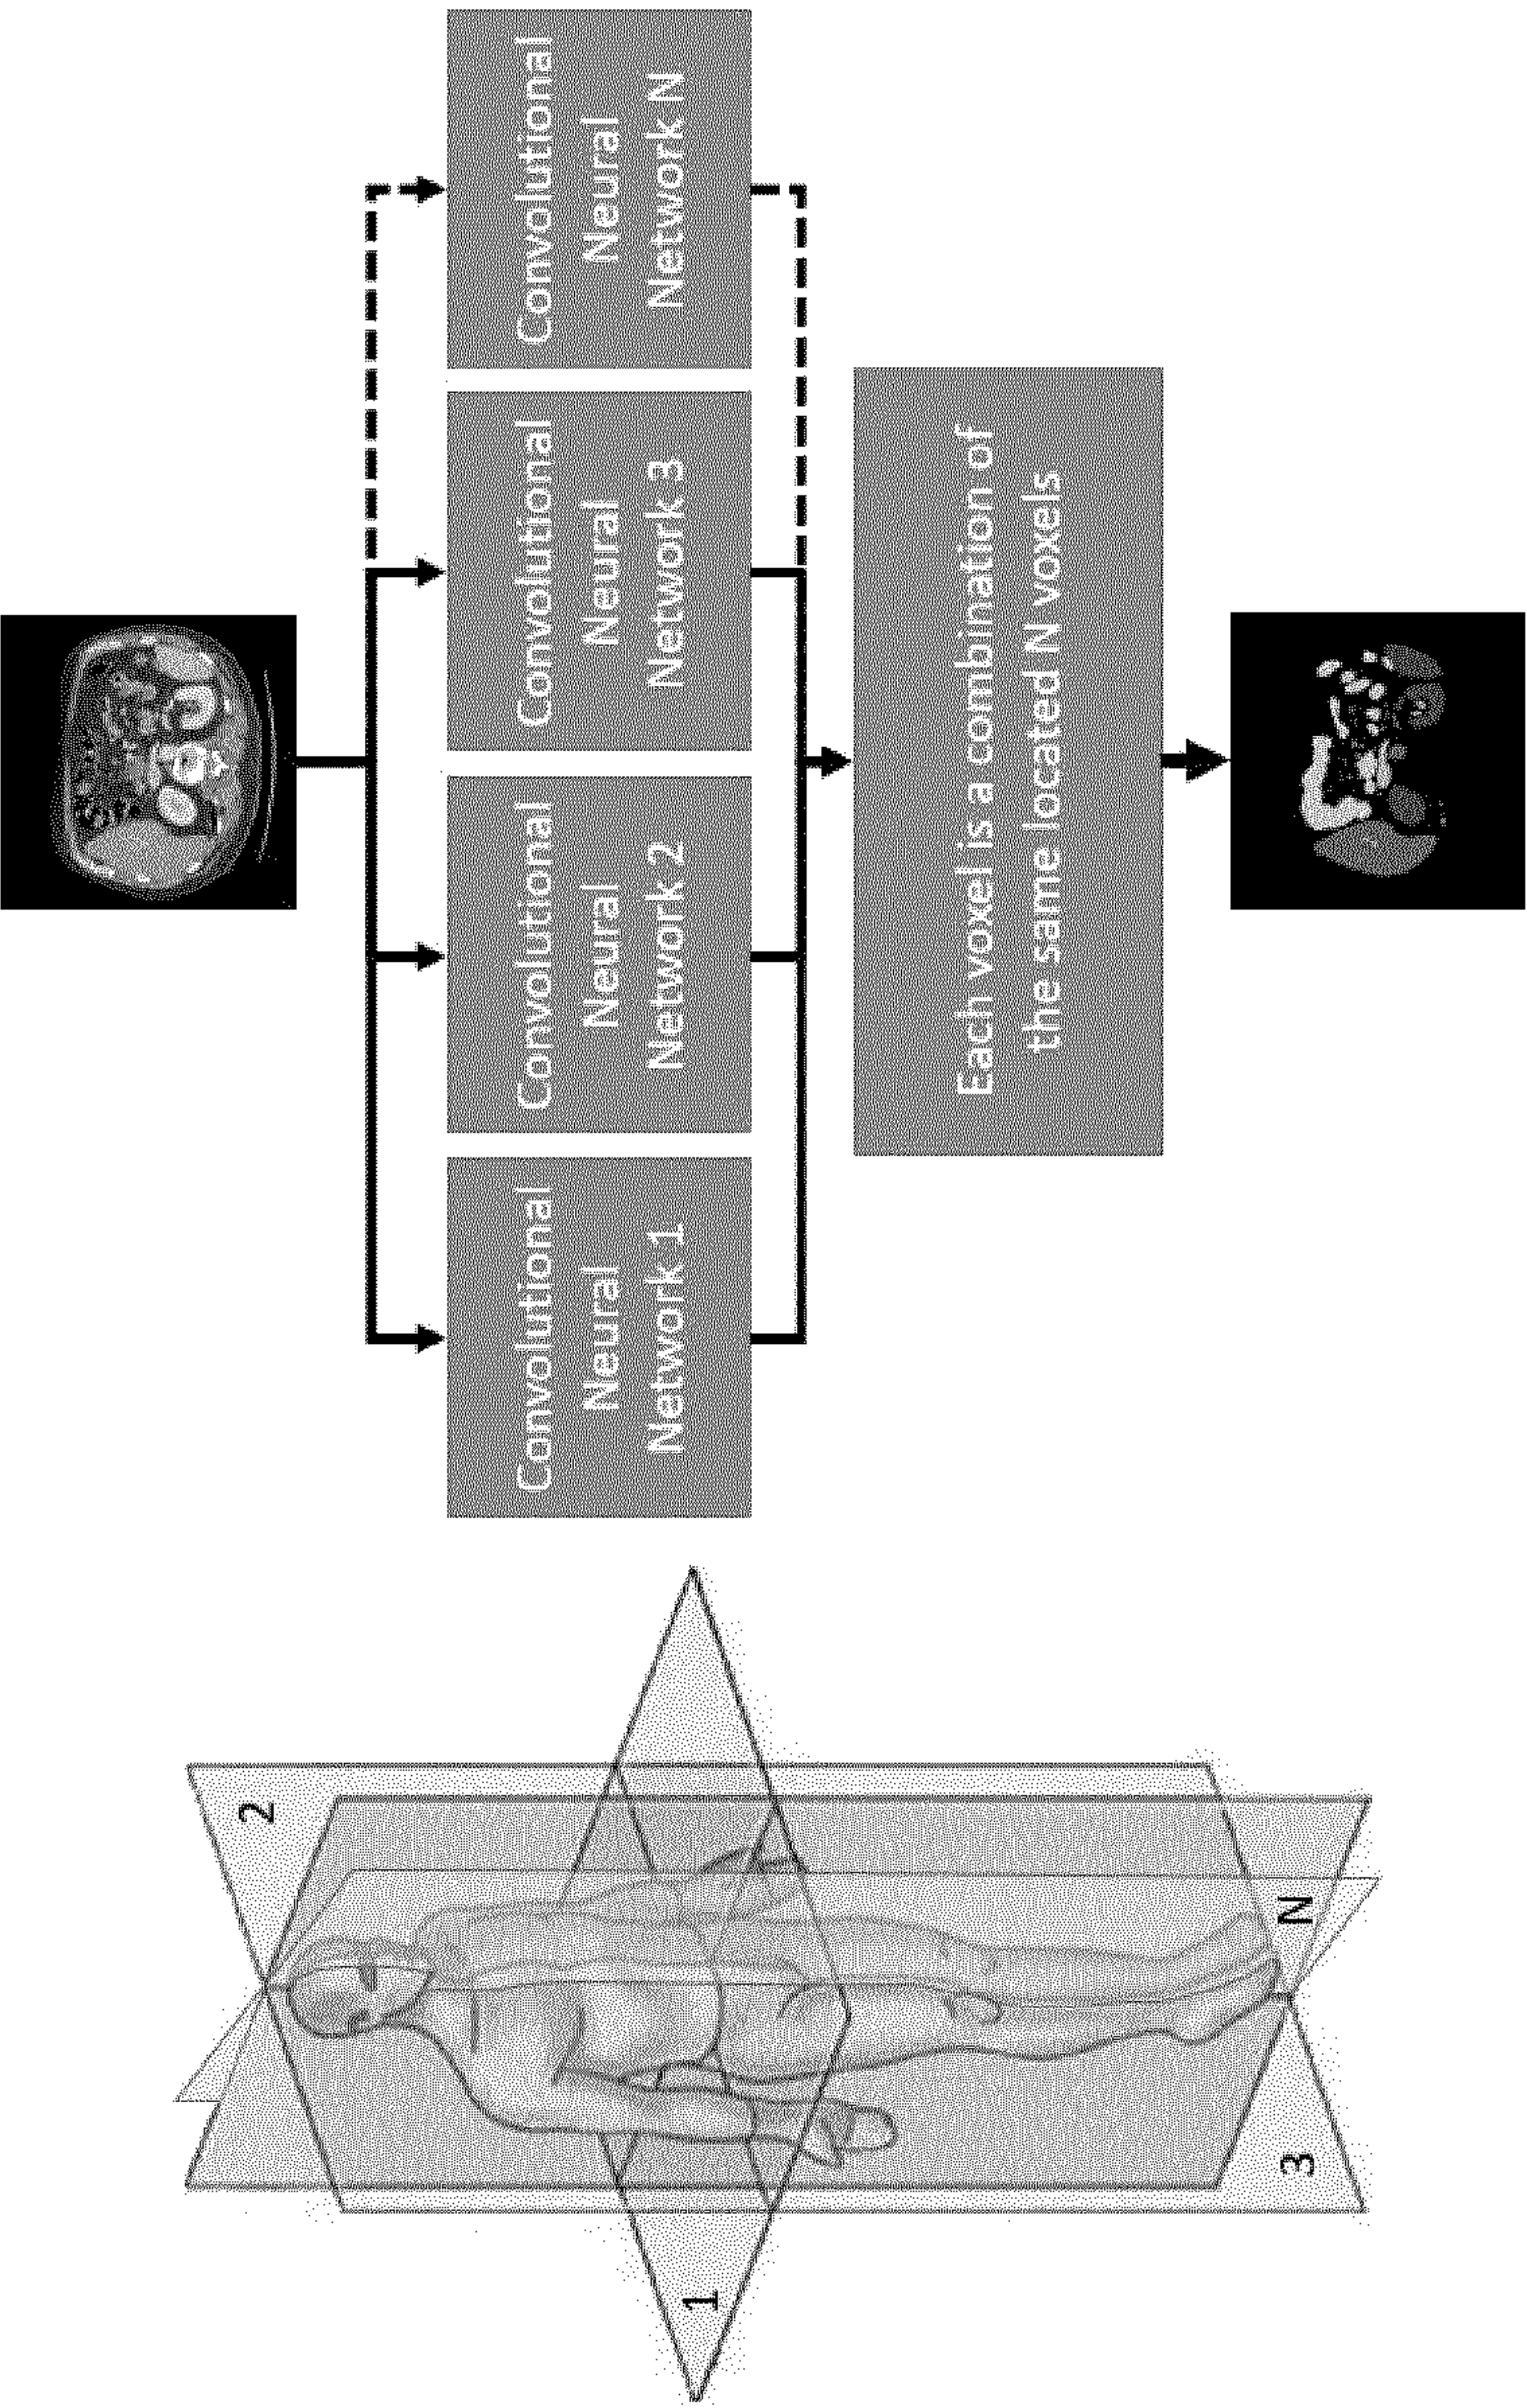 1
2
3
N
Convolutional
Neural
Network 1
Convolutional
Neural
Network 2
Convolutional
Neural
Network 3
Convolutional
Neural
Network N
Each voxel is a combination of
the same located N voxels